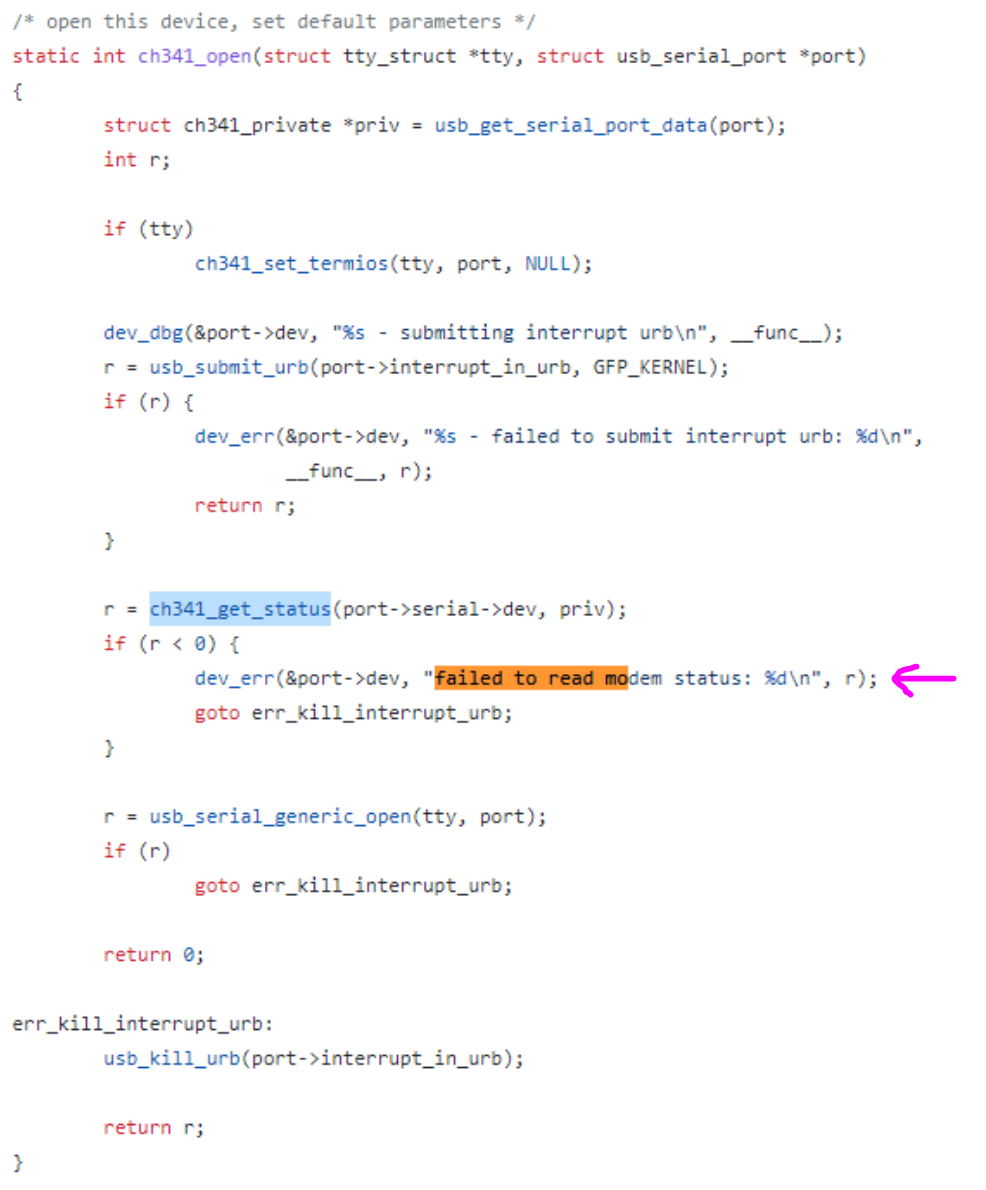 /* open this device, set default parameters */
static int ch341_open(struct tty_struct *tty, struct usb_serial_port *port)
{
        struct ch341_private *priv = usb_get_serial_port_data(port);
        int r;

        if (tty)
                ch341_set_termios(tty, port, NULL);

        dev_dbg(&port->dev, "%s - submitting interrupt urb\n", __func__);
        r = usb_submit_urb(port->interrupt_in_urb, GFP_KERNEL);
        if (r) {
                dev_err(&port->dev, "%s - failed to submit interrupt urb: %d\n",
                        __func__, r);
                return r;
        }

        r = ch341_get_status(port->serial->dev, priv);
        if (r < 0) {
                dev_err(&port->dev, "failed to read modem status: %d\n", r);
                goto err_kill_interrupt_urb;
        }

        r = usb_serial_generic_open(tty, port);
        if (r)
                goto err_kill_interrupt_urb;

        return 0;

err_kill_interrupt_urb:
        usb_kill_urb(port->interrupt_in_urb);

        return r;
}